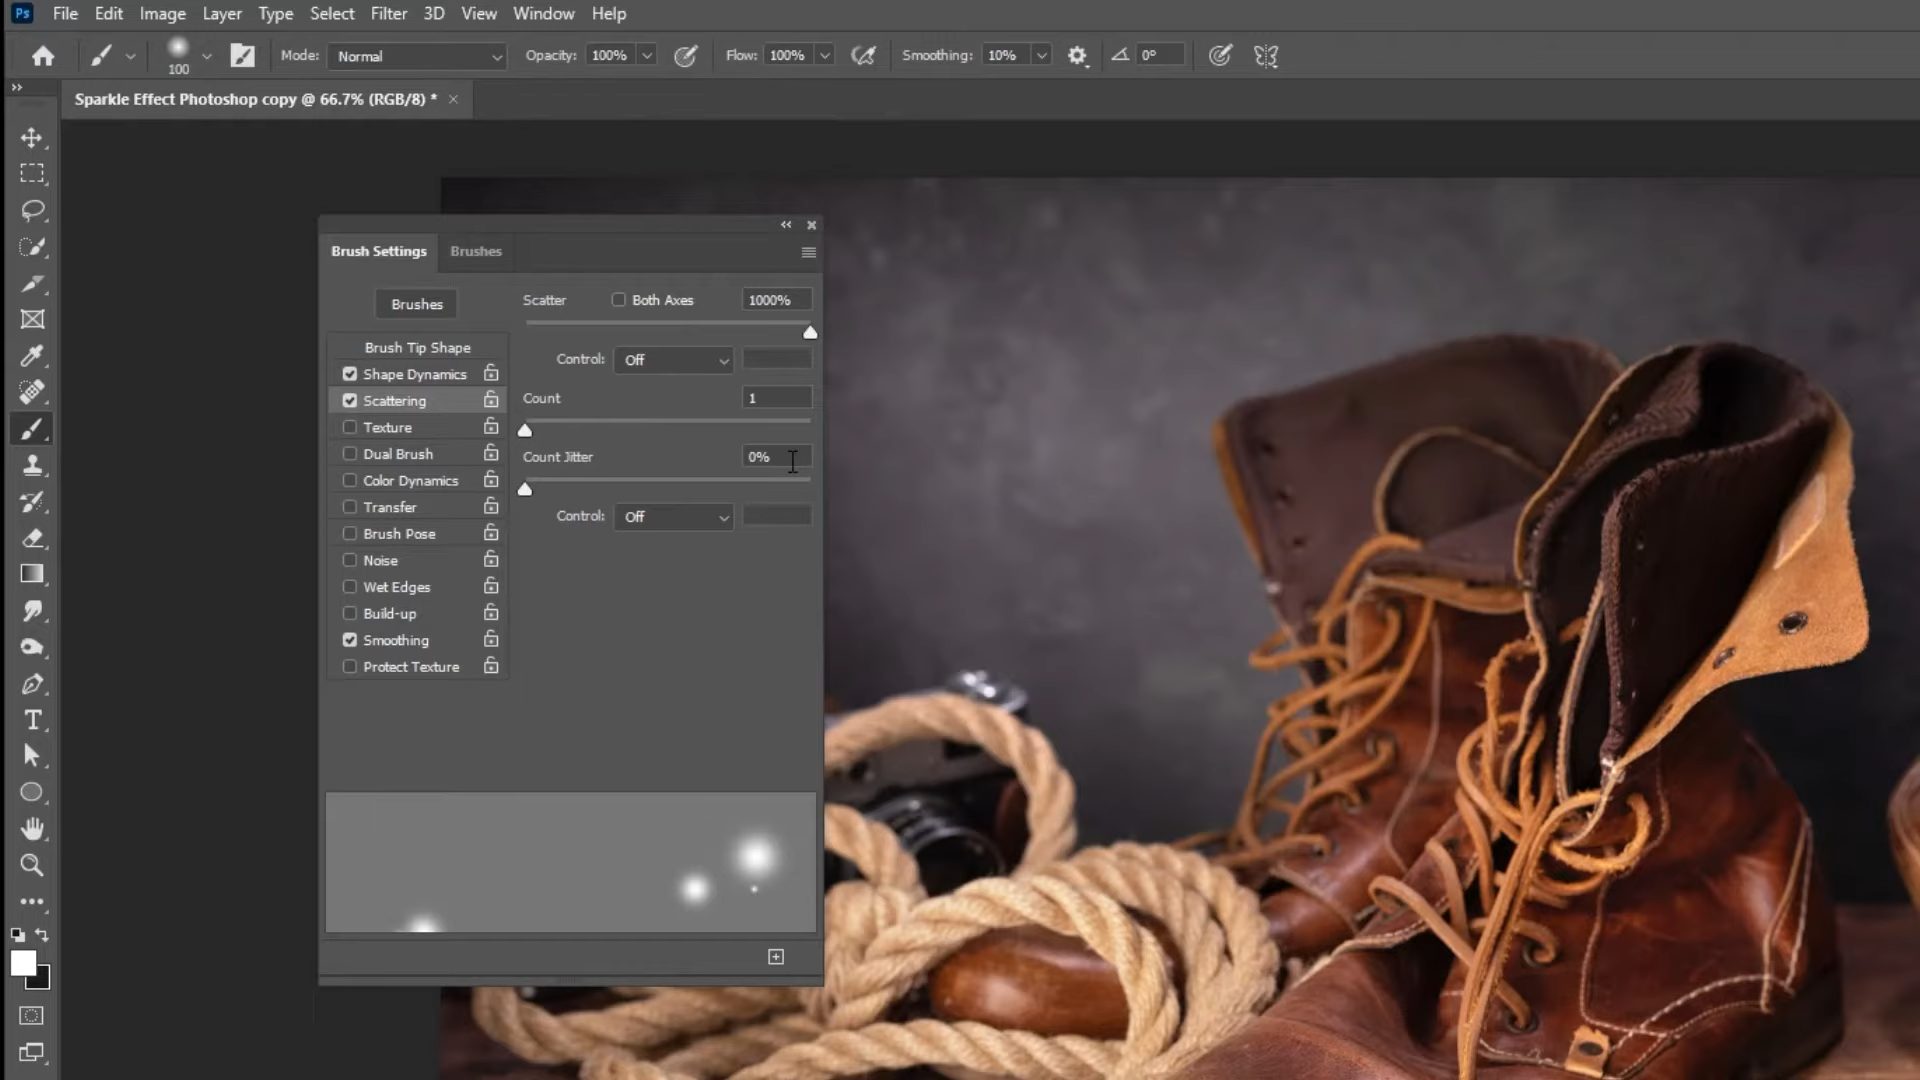 Ps File Edit Image Layer Type Select Filter 3D View Window Help
100 Mode: Normal Opacity: 100% Flow: 100% Smoothing: 10% 0°
Sparkle Effect Photoshop copy @ 66.7% (RGB/8) *
Brush Settings Brushes
Brushes
Scatter Both Axes 1000%
Brush Tip Shape
Control: Off
Shape Dynamics
Scattering
Count 1
Texture
Dual Brush
Count Jitter 0%
Color Dynamics
Transfer
Control: Off
Brush Pose
Noise
Wet Edges
Build-up
Smoothing
Protect Texture